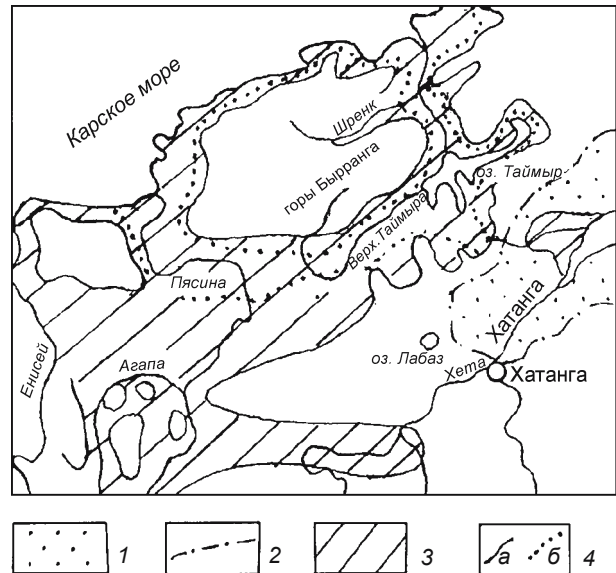 Карское море
Шренк
горы Бырранга
оз. Таймыр
Верх. Таймыра
Пясина
Хатанга
Енисей
Агапа
оз. Лабаз
Хета
Хатанга
1
2
3
а б 4